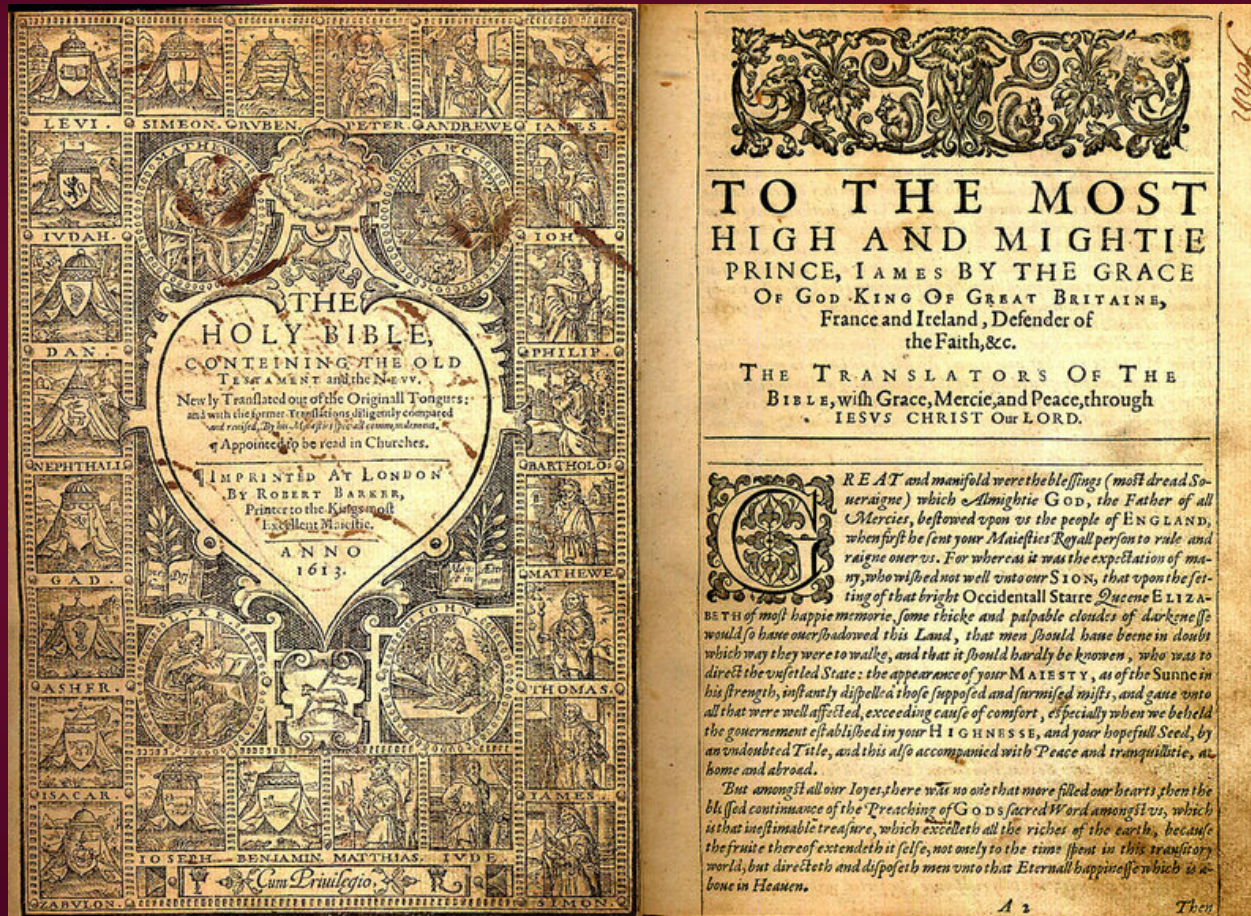 LEVI. SIMEON. RVBEN. PETER. ANDREWE IAMES.
MATHEW
MARC.
IVDAH.
IOHN
DAN.
PHILIP.
NEPHTHALI
BARTHOLO:
GAD.
MATHEWE
ASHER.
THOMAS.
ISACAR.
IAMES
ZABVLON.
SIMON
THE
HOLY BIBLE,
CONTEINING THE OLD
TESTAMENT and the NEVV.
Newly Translated out of the Originall Tongues:
and with the former Translations diligently compared
and reuised, By his Maiesties speciall commandement.
¶ Appointed to be read in Churches.
¶ IMPRINTED AT LONDON
BY ROBERT BARKER,
Printer to the Kings most
Excellent Maiestie.
ANNO
1613.
LVKE.
IOHN
IOSEPH BENJAMIN. MATTHIAS. IVDE
Cum Priuilegio.
TO THE MOST
HIGH AND MIGHTIE
PRINCE, IAMES BY THE GRACE
OF GOD KING OF GREAT BRITAINE,
France and Ireland, Defender of
the Faith, &c.
THE TRANSLATORS OF THE
BIBLE, wiſh Grace, Mercie, and Peace, through
IESVS CHRIST Our LORD.
GREAT and manifold were the bleſſings (moſt dread So-
ueraigne) which Almightie GOD, the Father of all
Mercies, beſtowed vpon vs the people of ENGLAND,
when firſt he ſent your Maieſties Royall perſon to rule and
raigne ouer vs. For whereas it was the expectation of ma-
ny, who wiſhed not well vnto our SION, that vpon the ſet-
ting of that bright Occidentall Starre Queene ELIZA-
BETH of moſt happie memorie, ſome thicke and palpable cloudes of darkeneſſe
would ſo haue ouerſhadowed this Land, that men ſhould haue beene in doubt
which way they were to walke, and that it ſhould hardly be knowen, who was to
direct the vnſetled State: the appearance of your MAIESTY, as of the Sunne in
his ſtrength, inſtantly diſpelled thoſe ſuppoſed and ſurmiſed miſts, and gaue vnto
all that were well affected, exceeding cauſe of comfort, eſpecially when we beheld
the gouernement eſtabliſhed in your HIGHNESSE, and your hopefull Seed, by
an vndoubted Title, and this alſo accompanied with Peace and tranquillitie, at
home and abroad.
But amongſt all our Ioyes, there was no one that more filled our hearts, then the
bleſſed continuance of the Preaching of GODS ſacred Word amongſt vs, which
is that ineſtimable treaſure, which excelleth all the riches of the earth, becauſe
the fruite thereof extendeth it ſelfe, not onely to the time ſpent in this tranſitory
world, but directeth and diſpoſeth men vnto that Eternall happineſſe which is a-
boue in Heauen.
A 2 Then